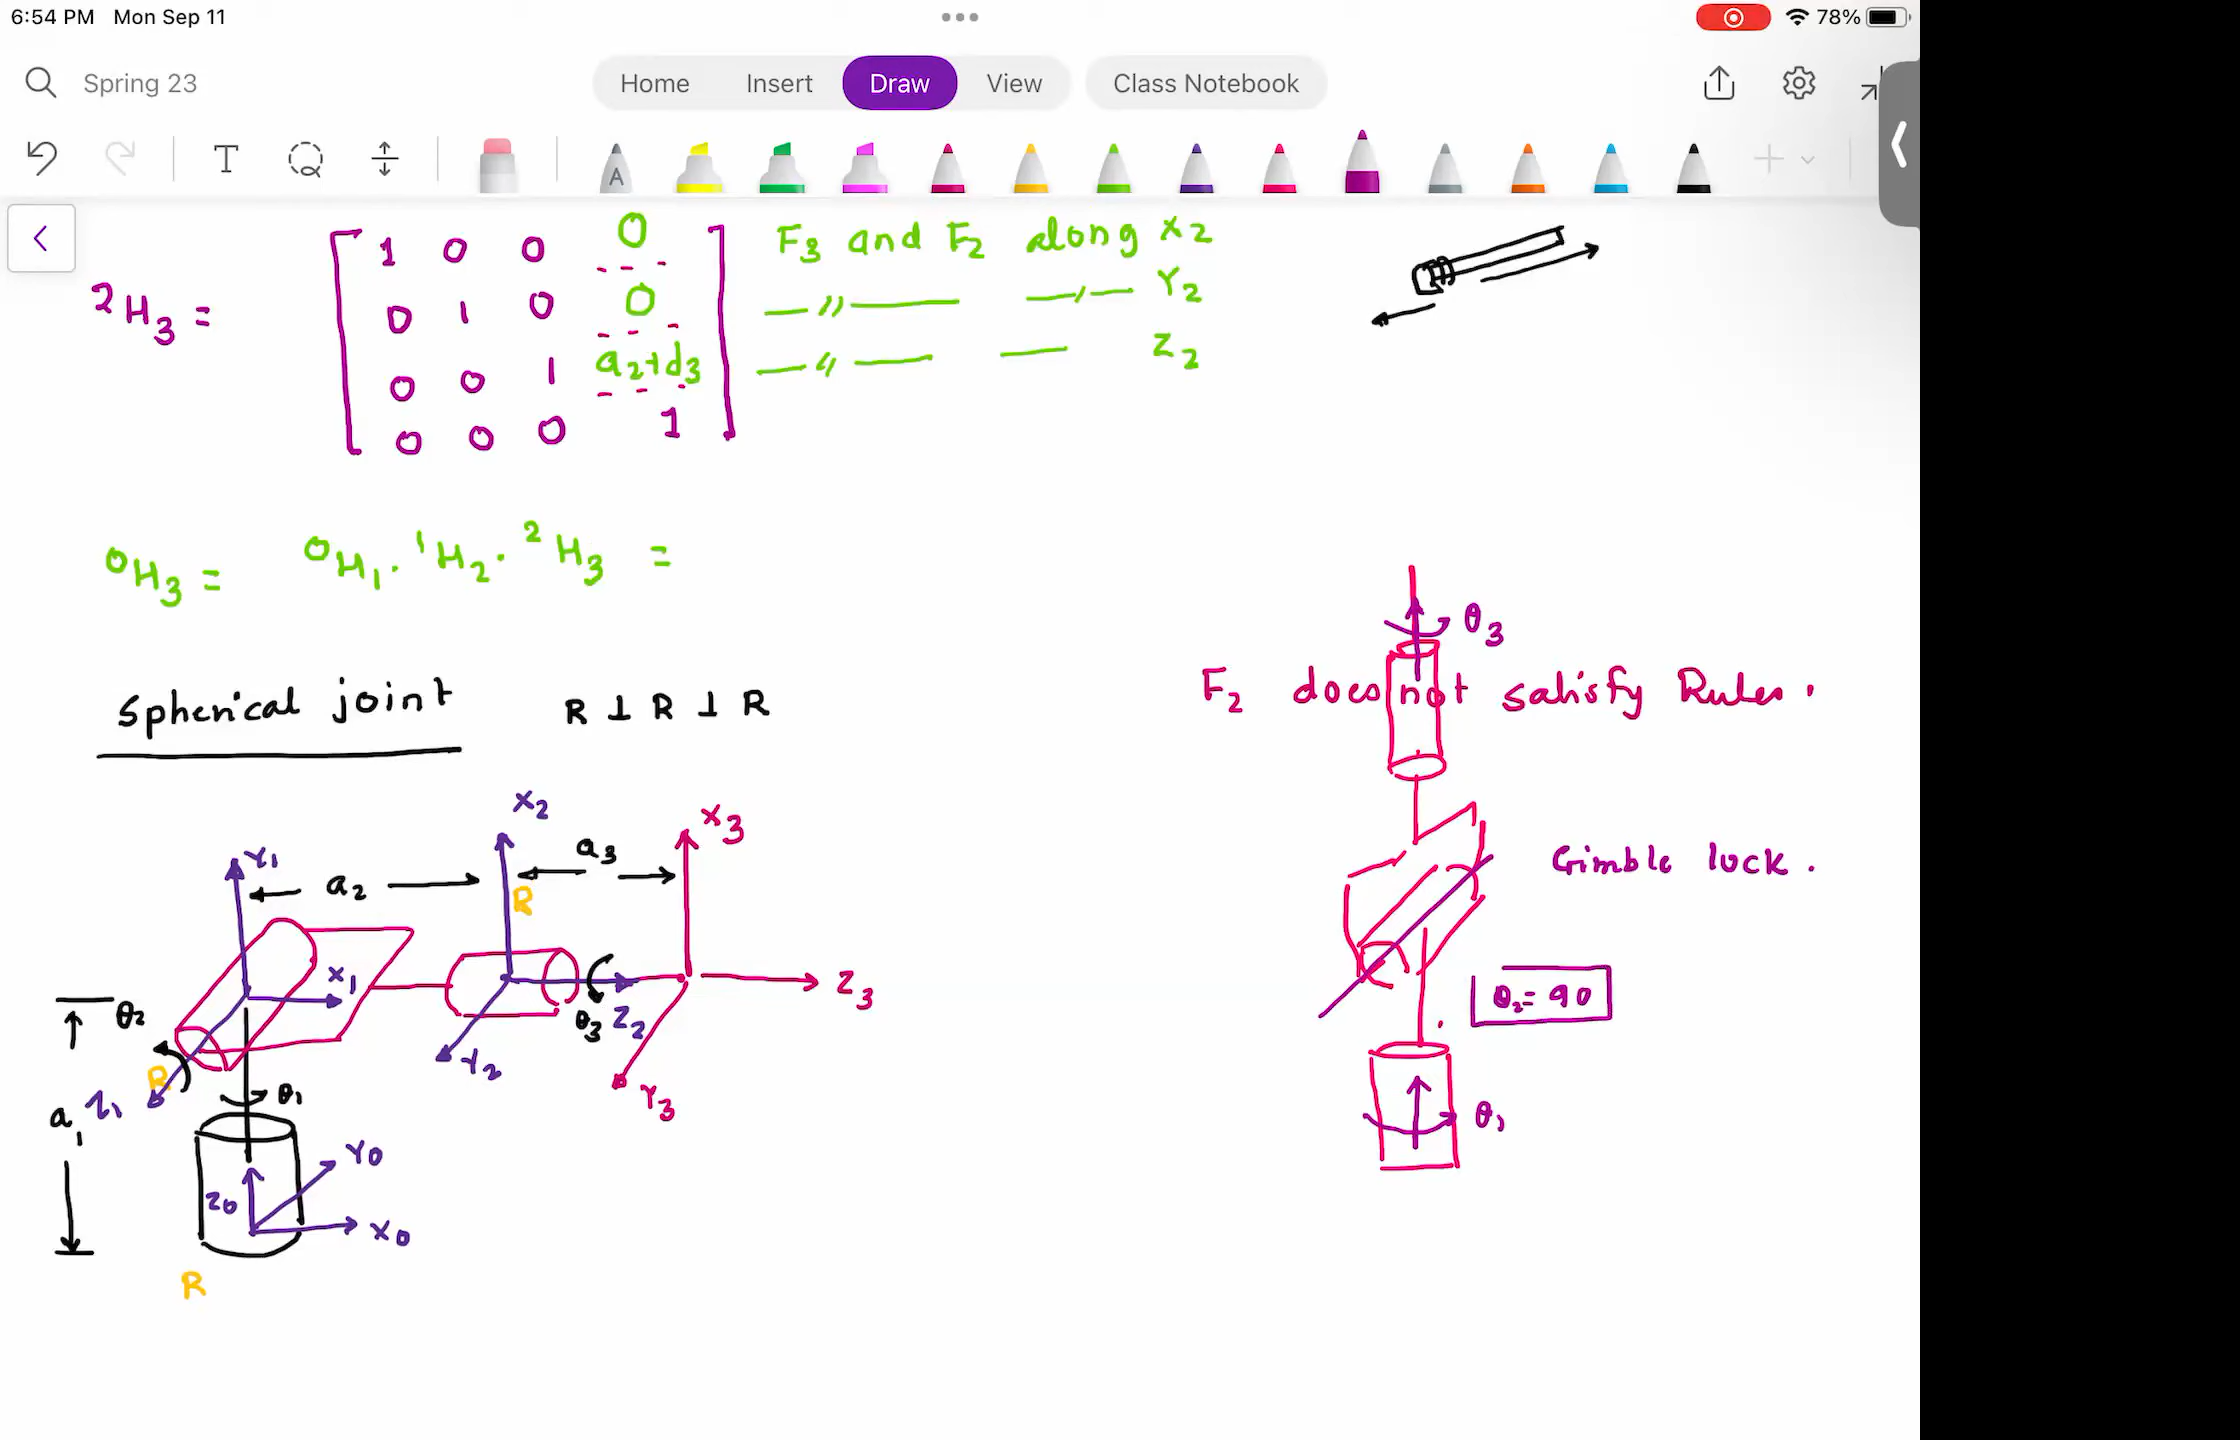 6:54 PM Mon Sep 11
78%
Spring 23
Home Insert Draw View Class Notebook
T
A
²H₃ =
1 0 0 0
0 1 0 0
0 0 1 a₂+d₃
0 0 0 1
F₃ and F₂ along X₂
— " — — " — Y₂
— " — — Z₂
⁰H₃ = ⁰H₁ . ¹H₂ . ²H₃ =
Spherical joint R ⊥ R ⊥ R
θ₃
F₂ does not satisfy Rules.
X₂
X₃
a₃
Y₁
a₂
R
Gimble luck.
X₁
Z₃
θ₂
θ₃ Z₂
θ₂= 90
Y₂
R
Z₁
a₁
θ₁
Y₃
θ₁
Y₀
Z₀
X₀
R